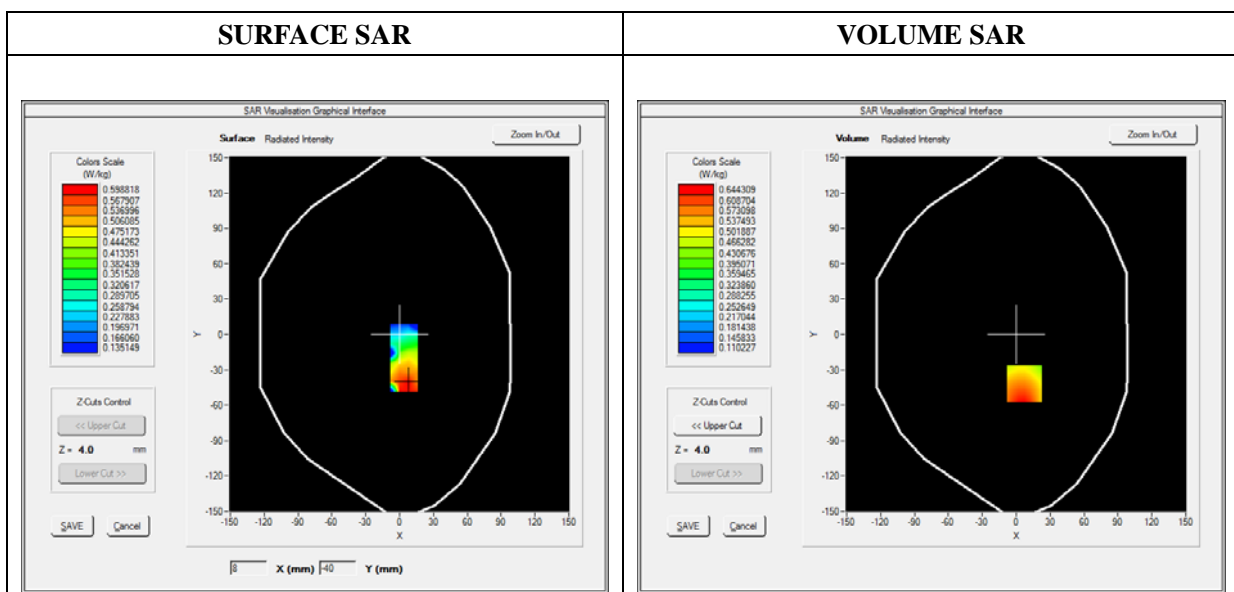 SURFACE SAR
VOLUME SAR
SAR Visualisation Graphical Interface
Surface Radiated Intensity
Zoom In/Out
Colors Scale
(W/kg)
0.598818
0.567907
0.536996
0.506085
0.475173
0.444262
0.413351
0.382439
0.351528
0.320617
0.289705
0.258794
0.227883
0.196971
0.166060
0.135149
Z-Cuts Control
<< Upper Cut
Z = 4.0 mm
Lower Cut >>
SAVE Cancel
150
120
90
60
30
0
-30
-60
-90
-120
-150
Y
-150 -120 -90 -60 -30 0 30 60 90 120 150
X
8 X (mm) -40 Y (mm)
SAR Visualisation Graphical Interface
Volume Radiated Intensity
Zoom In/Out
Colors Scale
(W/kg)
0.644309
0.608704
0.573098
0.537493
0.501887
0.466282
0.430676
0.395071
0.359465
0.323860
0.288255
0.252649
0.217044
0.181438
0.145833
0.110227
Z-Cuts Control
<< Upper Cut
Z = 4.0 mm
Lower Cut >>
SAVE Cancel
150
120
90
60
30
0
-30
-60
-90
-120
-150
Y
-150 -120 -90 -60 -30 0 30 60 90 120 150
X